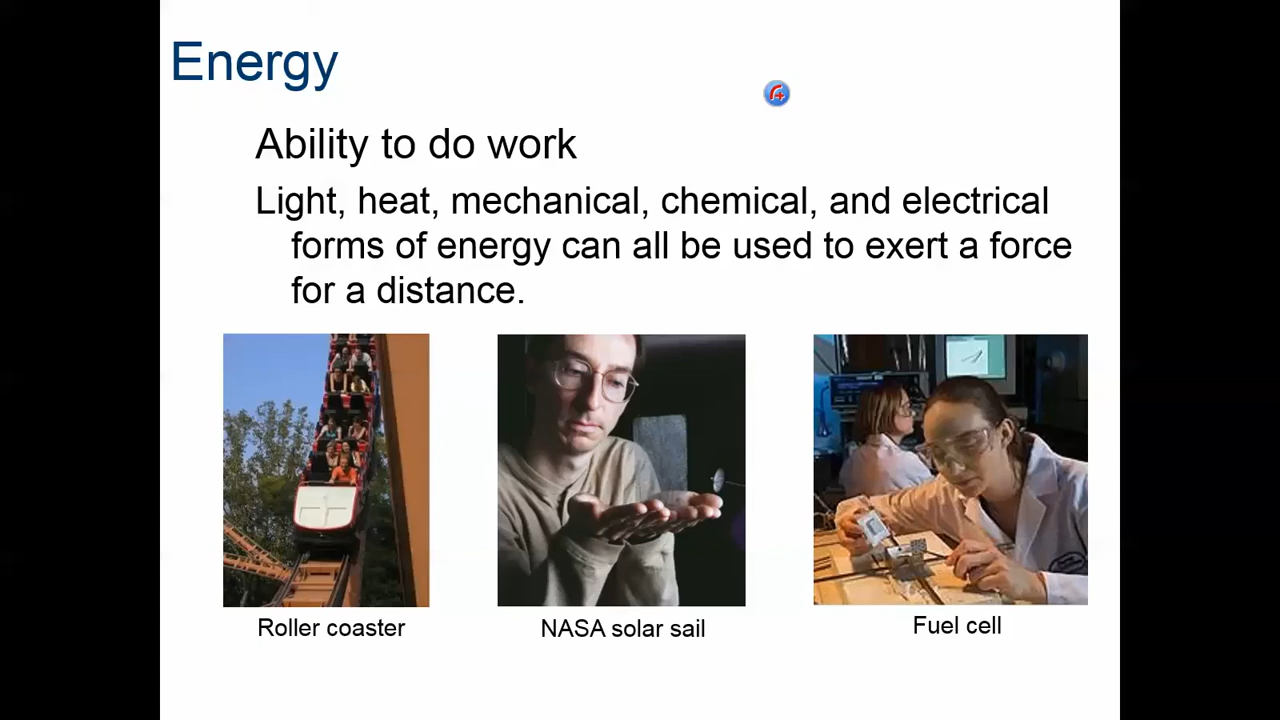 Energy
Ability to do work
Light, heat, mechanical, chemical, and electrical
forms of energy can all be used to exert a force
for a distance.
Roller coaster
NASA solar sail
Fuel cell